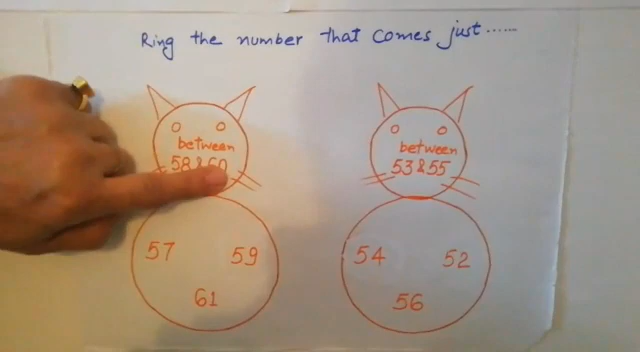 Ring the number that comes just ......
between
58 & 60
57 59
61
between
53 & 55
54 52
56